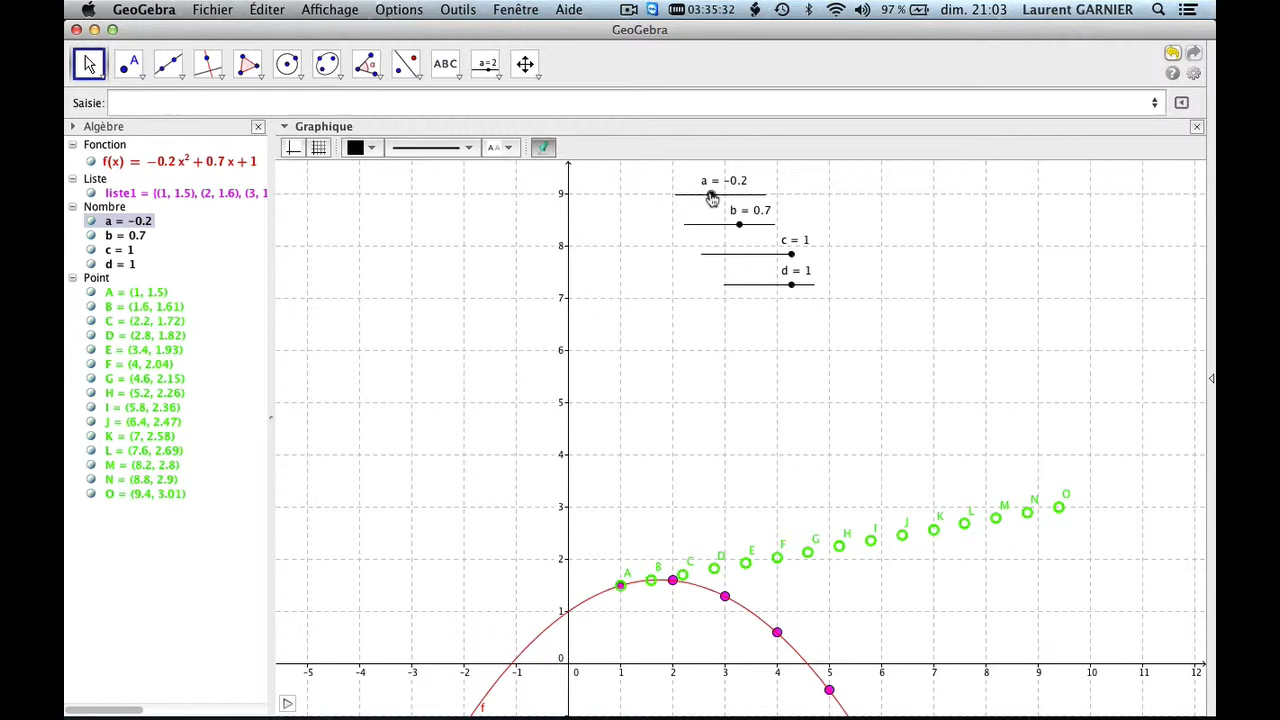 GeoGebra Fichier Éditer Affichage Options Outils Fenêtre Aide 03:35:32 97 % dim. 21:03 Laurent GARNIER
GeoGebra
A ABC a=2
Saisie:
Algèbre Graphique
AA
Fonction
f(x) = −0.2 x² + 0.7 x + 1
Liste
liste1 = {(1, 1.5), (2, 1.6), (3, 1
Nombre
a = −0.2
b = 0.7
c = 1
d = 1
Point
A = (1, 1.5)
B = (1.6, 1.61)
C = (2.2, 1.72)
D = (2.8, 1.82)
E = (3.4, 1.93)
F = (4, 2.04)
G = (4.6, 2.15)
H = (5.2, 2.26)
I = (5.8, 2.36)
J = (6.4, 2.47)
K = (7, 2.58)
L = (7.6, 2.69)
M = (8.2, 2.8)
N = (8.8, 2.9)
O = (9.4, 3.01)
a = −0.2
b = 0.7
c = 1
d = 1
9
8
7
6
5
4
3
2
1
0
A B C D E F G H I J K L M N O
f
-5 -4 -3 -2 -1 0 1 2 3 4 5 6 7 8 9 10 11 12